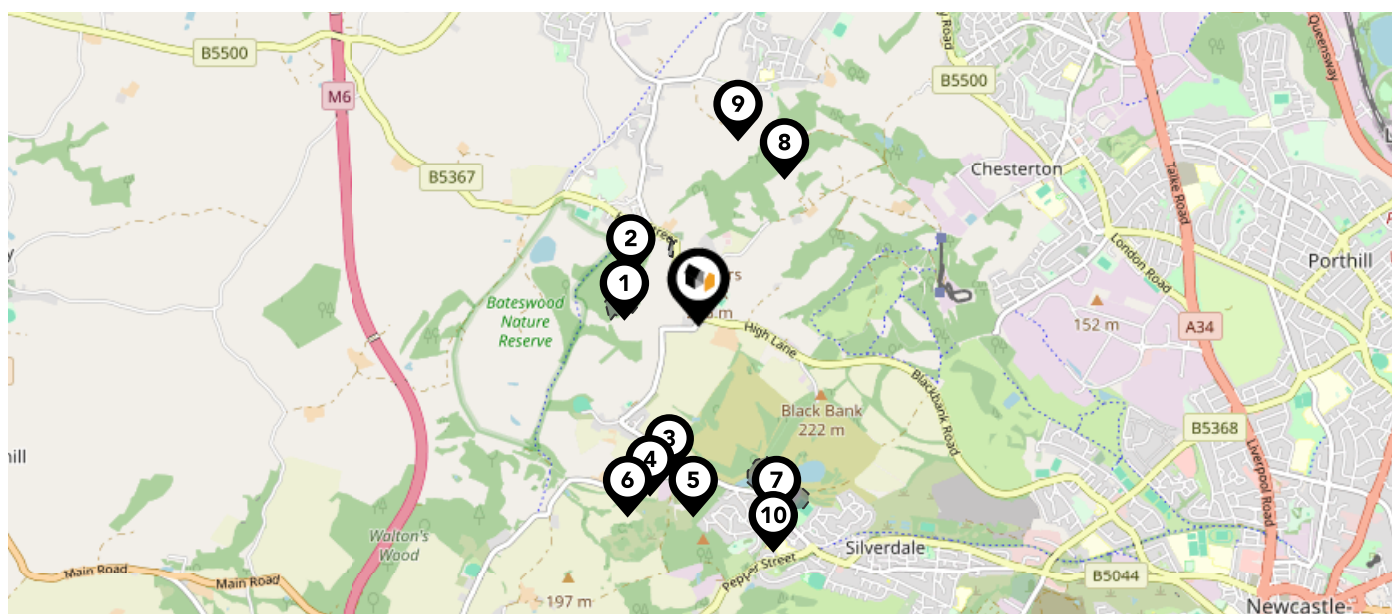 B5500
M6
B5367
B5500
Chesterton
Talke Road
Queensway
London Road
Porthill
9
8
2
1
Bateswood
Nature
Reserve
High Lane
152 m
A34
Black Bank
222 m
Blackbank Road
B5368
Liverpool Road
3
4
6
5
7
10
Walton's
Wood
Main Road
Main Road
197 m
Pepper Street
Silverdale
B5044
Newcastle-